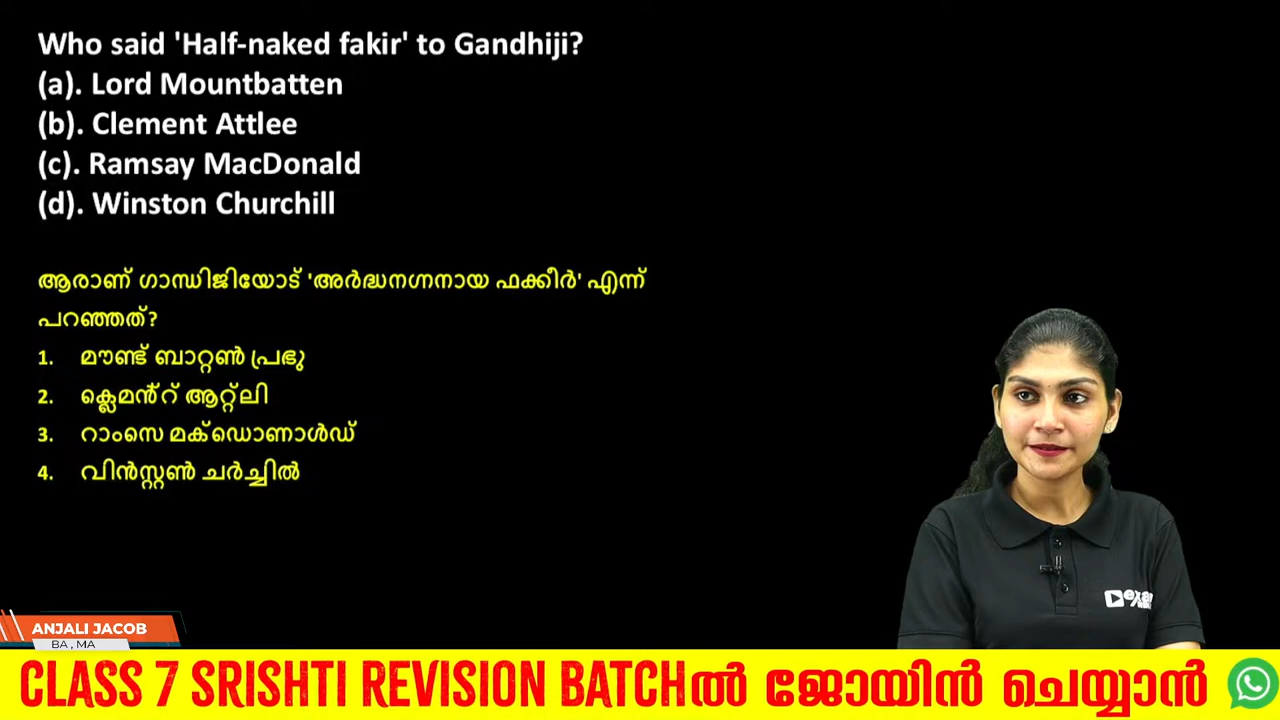 Who said 'Half-naked fakir' to Gandhiji?
(a). Lord Mountbatten
(b). Clement Attlee
(c). Ramsay MacDonald
(d). Winston Churchill
ആരാണ് ഗാന്ധിജിയോട് 'അർദ്ധനഗ്നനായ ഫക്കീർ' എന്ന്
പറഞ്ഞത്?
1. മൗണ്ട് ബാറ്റൺ പ്രഭു
2. ക്ലെമൻ്റ് ആറ്റ്ലി
3. റാംസെ മക്ഡൊണാൾഡ്
4. വിൻസ്റ്റൺ ചർച്ചിൽ
ANJALI JACOB
BA , MA
CLASS 7 SRISHTI REVISION BATCHൽ ജോയിൻ ചെയ്യാൻ